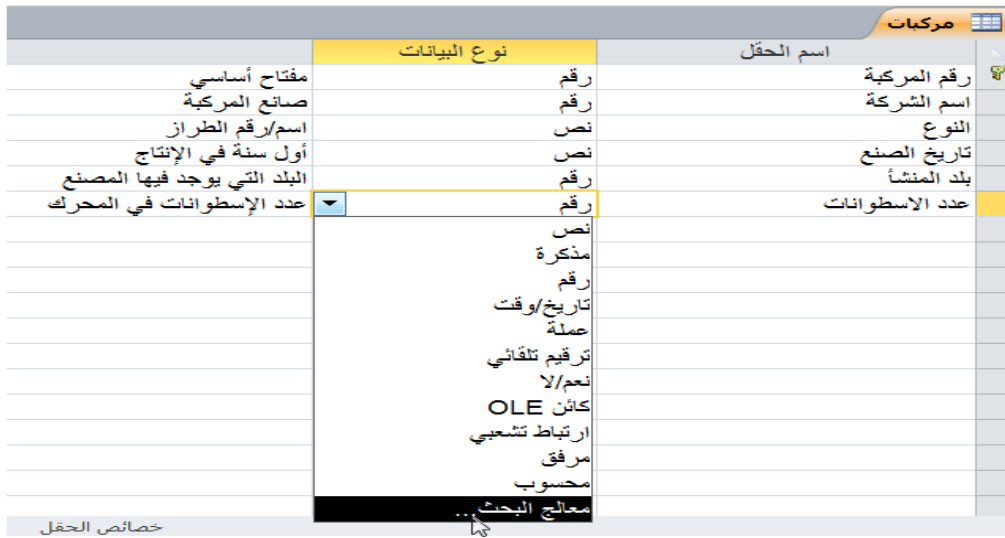 مركبات
اسم الحقل نوع البيانات
رقم المركبة رقم مفتاح أساسي
اسم الشركة رقم صانع المركبة
النوع نص اسم/رقم الطراز
تاريخ الصنع نص أول سنة في الإنتاج
بلد المنشأ رقم البلد التي يوجد فيها المصنع
عدد الاسطوانات رقم عدد الإسطوانات في المحرك
نص
مذكرة
رقم
تاريخ/وقت
عملة
ترقيم تلقائي
نعم/لا
كائن OLE
ارتباط تشعبي
مرفق
محسوب
معالج البحث...
خصائص الحقل